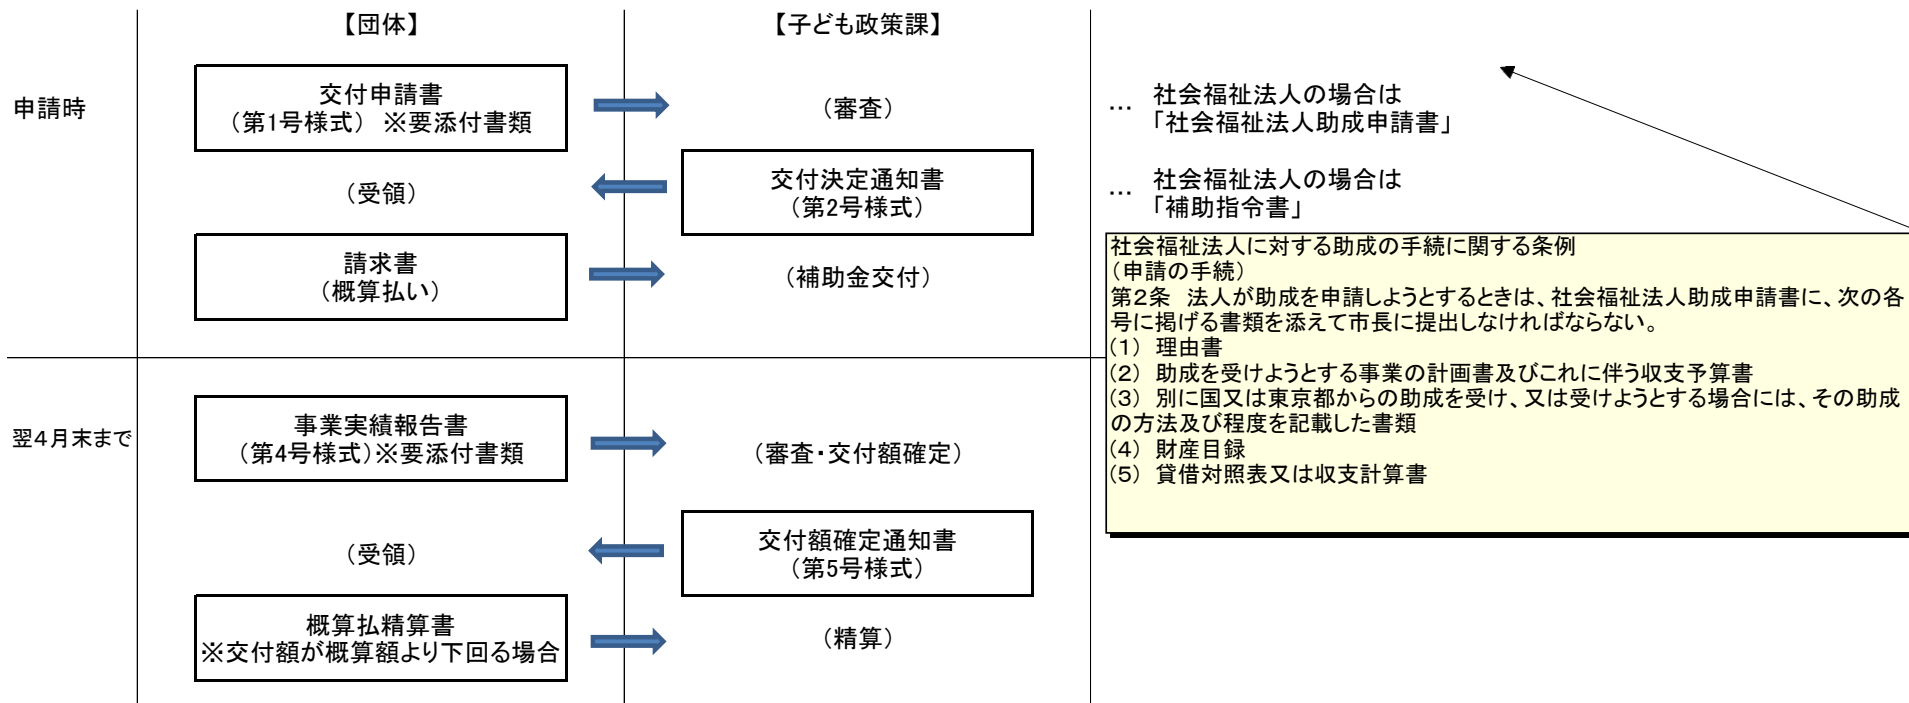 【団体】
【子ども政策課】
申請時
交付申請書
(第1号様式) ※要添付書類
(審査)
… 社会福祉法人の場合は
「社会福祉法人助成申請書」
(受領)
交付決定通知書
(第2号様式)
… 社会福祉法人の場合は
「補助指令書」
請求書
(概算払い)
(補助金交付)
社会福祉法人に対する助成の手続に関する条例
(申請の手続)
第2条 法人が助成を申請しようとするときは、社会福祉法人助成申請書に、次の各
号に掲げる書類を添えて市長に提出しなければならない。
(1) 理由書
(2) 助成を受けようとする事業の計画書及びこれに伴う収支予算書
(3) 別に国又は東京都からの助成を受け、又は受けようとする場合には、その助成
の方法及び程度を記載した書類
(4) 財産目録
(5) 貸借対照表又は収支計算書
翌4月末まで
事業実績報告書
(第4号様式)※要添付書類
(審査・交付額確定)
(受領)
交付額確定通知書
(第5号様式)
概算払精算書
※交付額が概算額より下回る場合
(精算)